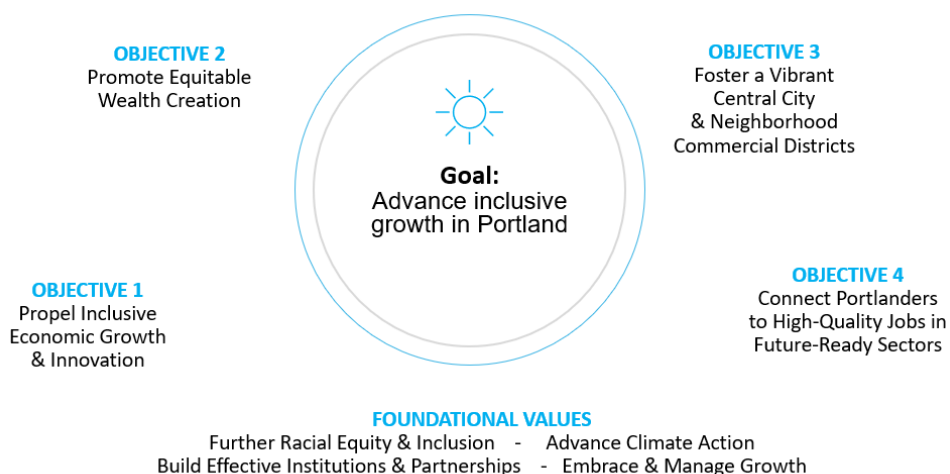 OBJECTIVE 2
Promote Equitable
Wealth Creation
OBJECTIVE 3
Foster a Vibrant
Central City
& Neighborhood
Commercial Districts
Goal:
Advance inclusive
growth in Portland
OBJECTIVE 1
Propel Inclusive
Economic Growth
& Innovation
OBJECTIVE 4
Connect Portlanders
to High-Quality Jobs in
Future-Ready Sectors
FOUNDATIONAL VALUES
Further Racial Equity & Inclusion - Advance Climate Action
Build Effective Institutions & Partnerships - Embrace & Manage Growth